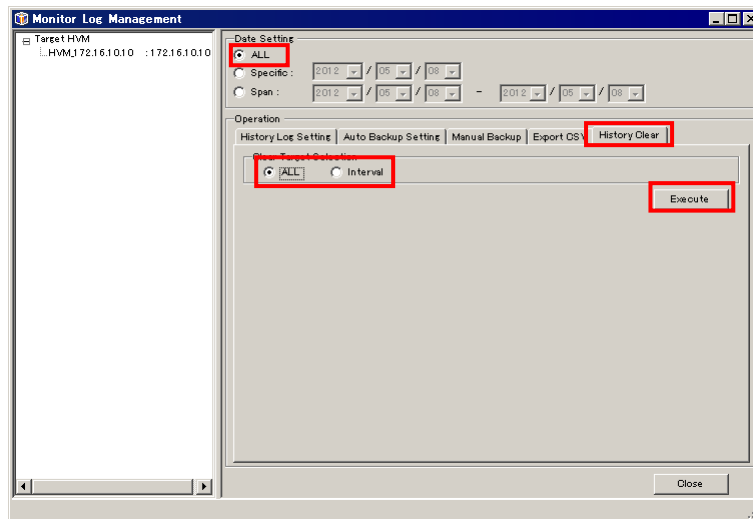 Monitor Log Management
Target HVM
HVM_172.16.10.10 : 172.16.10.10
Date Setting
ALL
Specific : 2012 / 05 / 08
Span : 2012 / 05 / 08 - 2012 / 05 / 08
Operation
History Log Setting Auto Backup Setting Manual Backup Export CSV History Clear
Clear Target Selection
ALL Interval
Execute
Close